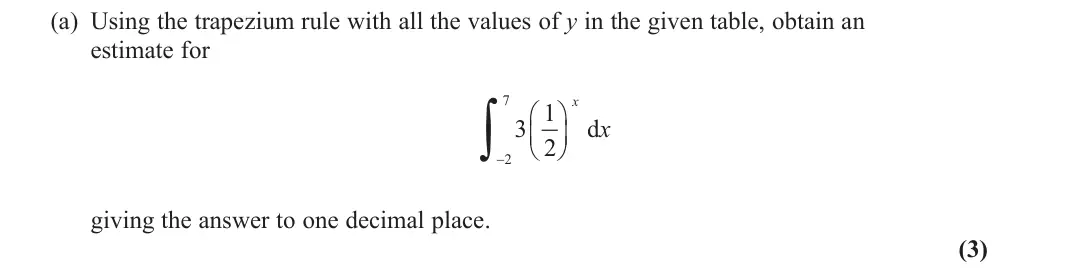 (a) Using the trapezium rule with all the values of y in the given table, obtain an
estimate for
∫₋₂⁷ 3(1/2)ˣ dx
giving the answer to one decimal place.
(3)